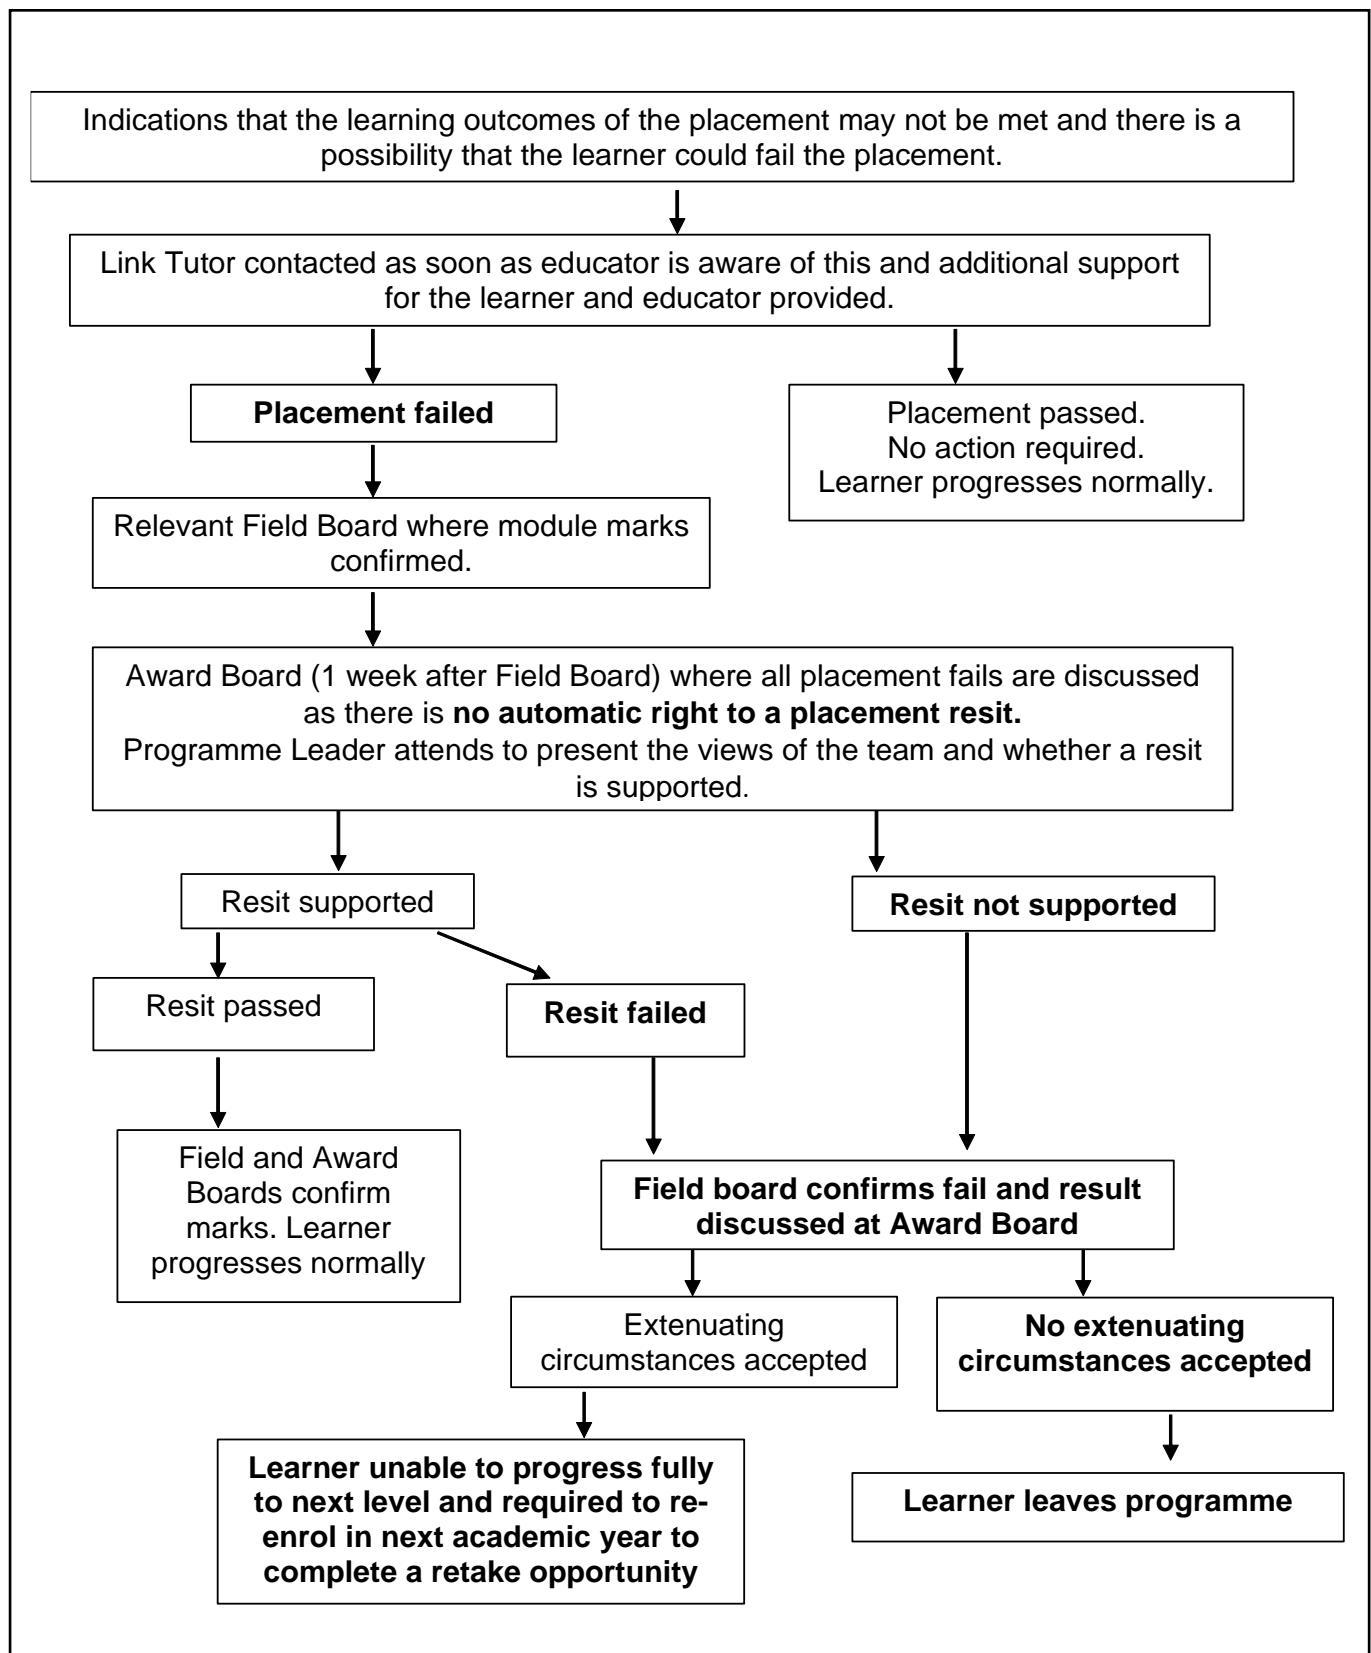 Indications that the learning outcomes of the placement may not be met and there is a
possibility that the learner could fail the placement.
Link Tutor contacted as soon as educator is aware of this and additional support
for the learner and educator provided.
Placement failed
Placement passed.
No action required.
Learner progresses normally.
Relevant Field Board where module marks
confirmed.
Award Board (1 week after Field Board) where all placement fails are discussed
as there is no automatic right to a placement resit.
Programme Leader attends to present the views of the team and whether a resit
is supported.
Resit supported
Resit not supported
Resit passed
Resit failed
Field and Award
Boards confirm
marks. Learner
progresses normally
Field board confirms fail and result
discussed at Award Board
Extenuating
circumstances accepted
No extenuating
circumstances accepted
Learner unable to progress fully
to next level and required to re-
enrol in next academic year to
complete a retake opportunity
Learner leaves programme